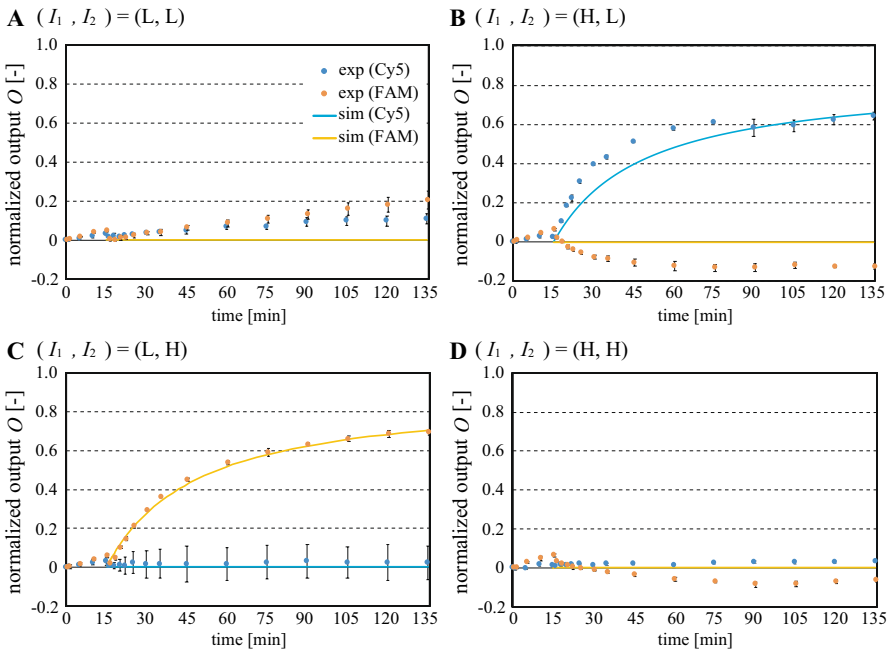 A ( I1 , I2 ) = (L, L)
normalized output O [-]
1.0
0.8
0.6
0.4
0.2
0
-0.2
exp (Cy5)
exp (FAM)
sim (Cy5)
sim (FAM)
0 15 30 45 60 75 90 105 120 135
time [min]
B ( I1 , I2 ) = (H, L)
normalized output O [-]
1.0
0.8
0.6
0.4
0.2
0
-0.2
0 15 30 45 60 75 90 105 120 135
time [min]
C ( I1 , I2 ) = (L, H)
normalized output O [-]
1.0
0.8
0.6
0.4
0.2
0
-0.2
0 15 30 45 60 75 90 105 120 135
time [min]
D ( I1 , I2 ) = (H, H)
normalized output O [-]
1.0
0.8
0.6
0.4
0.2
0
-0.2
0 15 30 45 60 75 90 105 120 135
time [min]